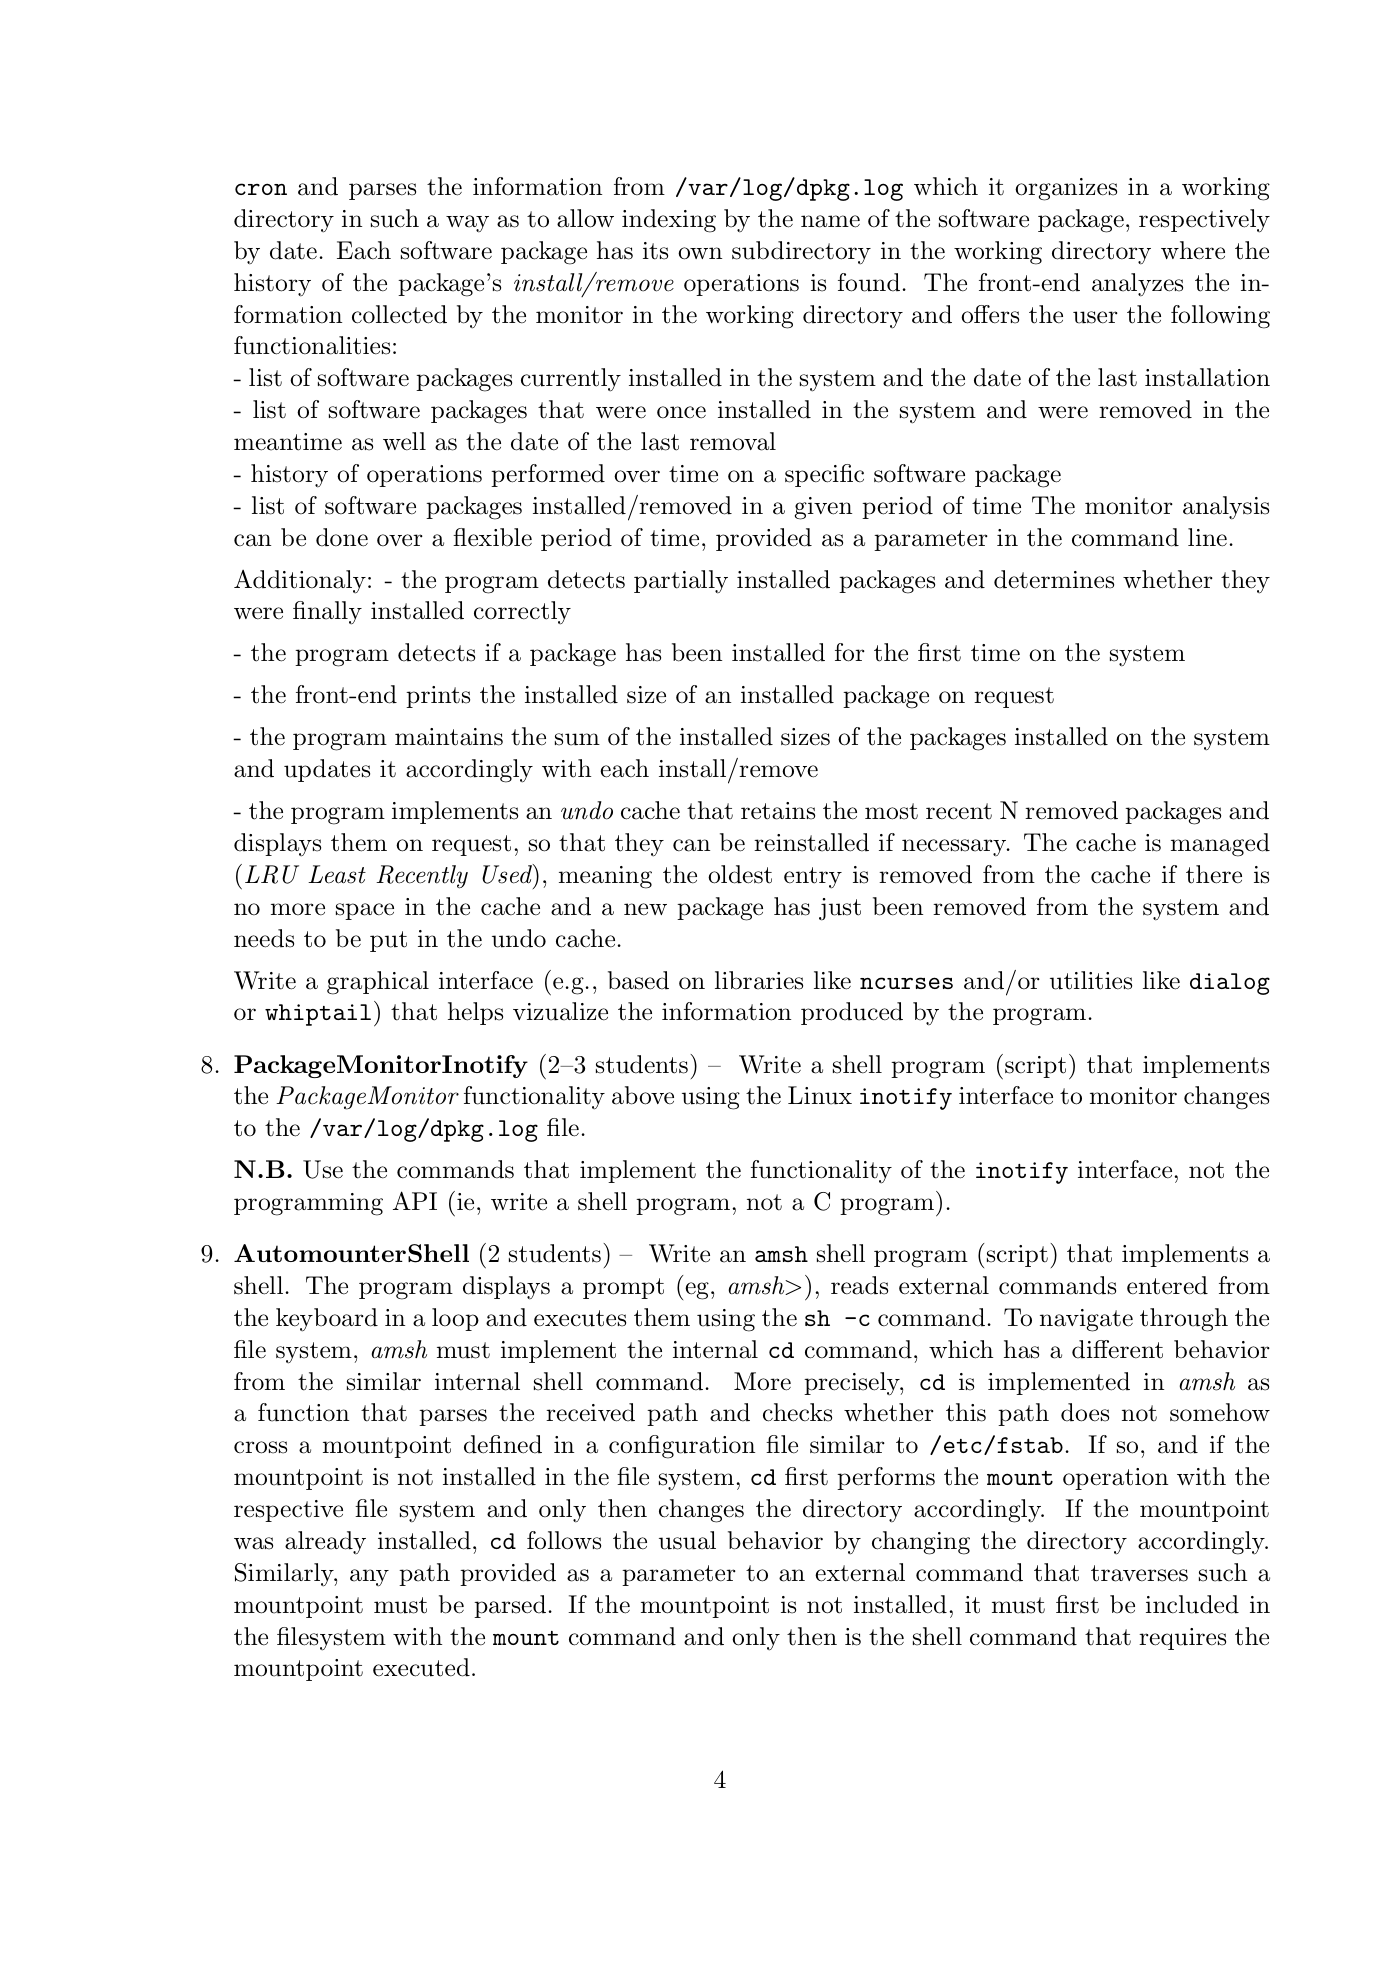 cron and parses the information from /var/log/dpkg.log which it organizes in a working
directory in such a way as to allow indexing by the name of the software package, respectively
by date. Each software package has its own subdirectory in the working directory where the
history of the package's install/remove operations is found. The front-end analyzes the in-
formation collected by the monitor in the working directory and offers the user the following
functionalities:
- list of software packages currently installed in the system and the date of the last installation
- list of software packages that were once installed in the system and were removed in the
meantime as well as the date of the last removal
- history of operations performed over time on a specific software package
- list of software packages installed/removed in a given period of time The monitor analysis
can be done over a flexible period of time, provided as a parameter in the command line.
Additionaly: - the program detects partially installed packages and determines whether they
were finally installed correctly
- the program detects if a package has been installed for the first time on the system
- the front-end prints the installed size of an installed package on request
- the program maintains the sum of the installed sizes of the packages installed on the system
and updates it accordingly with each install/remove
- the program implements an undo cache that retains the most recent N removed packages and
displays them on request, so that they can be reinstalled if necessary. The cache is managed
(LRU Least Recently Used), meaning the oldest entry is removed from the cache if there is
no more space in the cache and a new package has just been removed from the system and
needs to be put in the undo cache.
Write a graphical interface (e.g., based on libraries like ncurses and/or utilities like dialog
or whiptail) that helps vizualize the information produced by the program.
8. PackageMonitorInotify (2–3 students) – Write a shell program (script) that implements
the PackageMonitor functionality above using the Linux inotify interface to monitor changes
to the /var/log/dpkg.log file.
N.B. Use the commands that implement the functionality of the inotify interface, not the
programming API (ie, write a shell program, not a C program).
9. AutomounterShell (2 students) – Write an amsh shell program (script) that implements a
shell. The program displays a prompt (eg, amsh>), reads external commands entered from
the keyboard in a loop and executes them using the sh -c command. To navigate through the
file system, amsh must implement the internal cd command, which has a different behavior
from the similar internal shell command. More precisely, cd is implemented in amsh as
a function that parses the received path and checks whether this path does not somehow
cross a mountpoint defined in a configuration file similar to /etc/fstab. If so, and if the
mountpoint is not installed in the file system, cd first performs the mount operation with the
respective file system and only then changes the directory accordingly. If the mountpoint
was already installed, cd follows the usual behavior by changing the directory accordingly.
Similarly, any path provided as a parameter to an external command that traverses such a
mountpoint must be parsed. If the mountpoint is not installed, it must first be included in
the filesystem with the mount command and only then is the shell command that requires the
mountpoint executed.
4